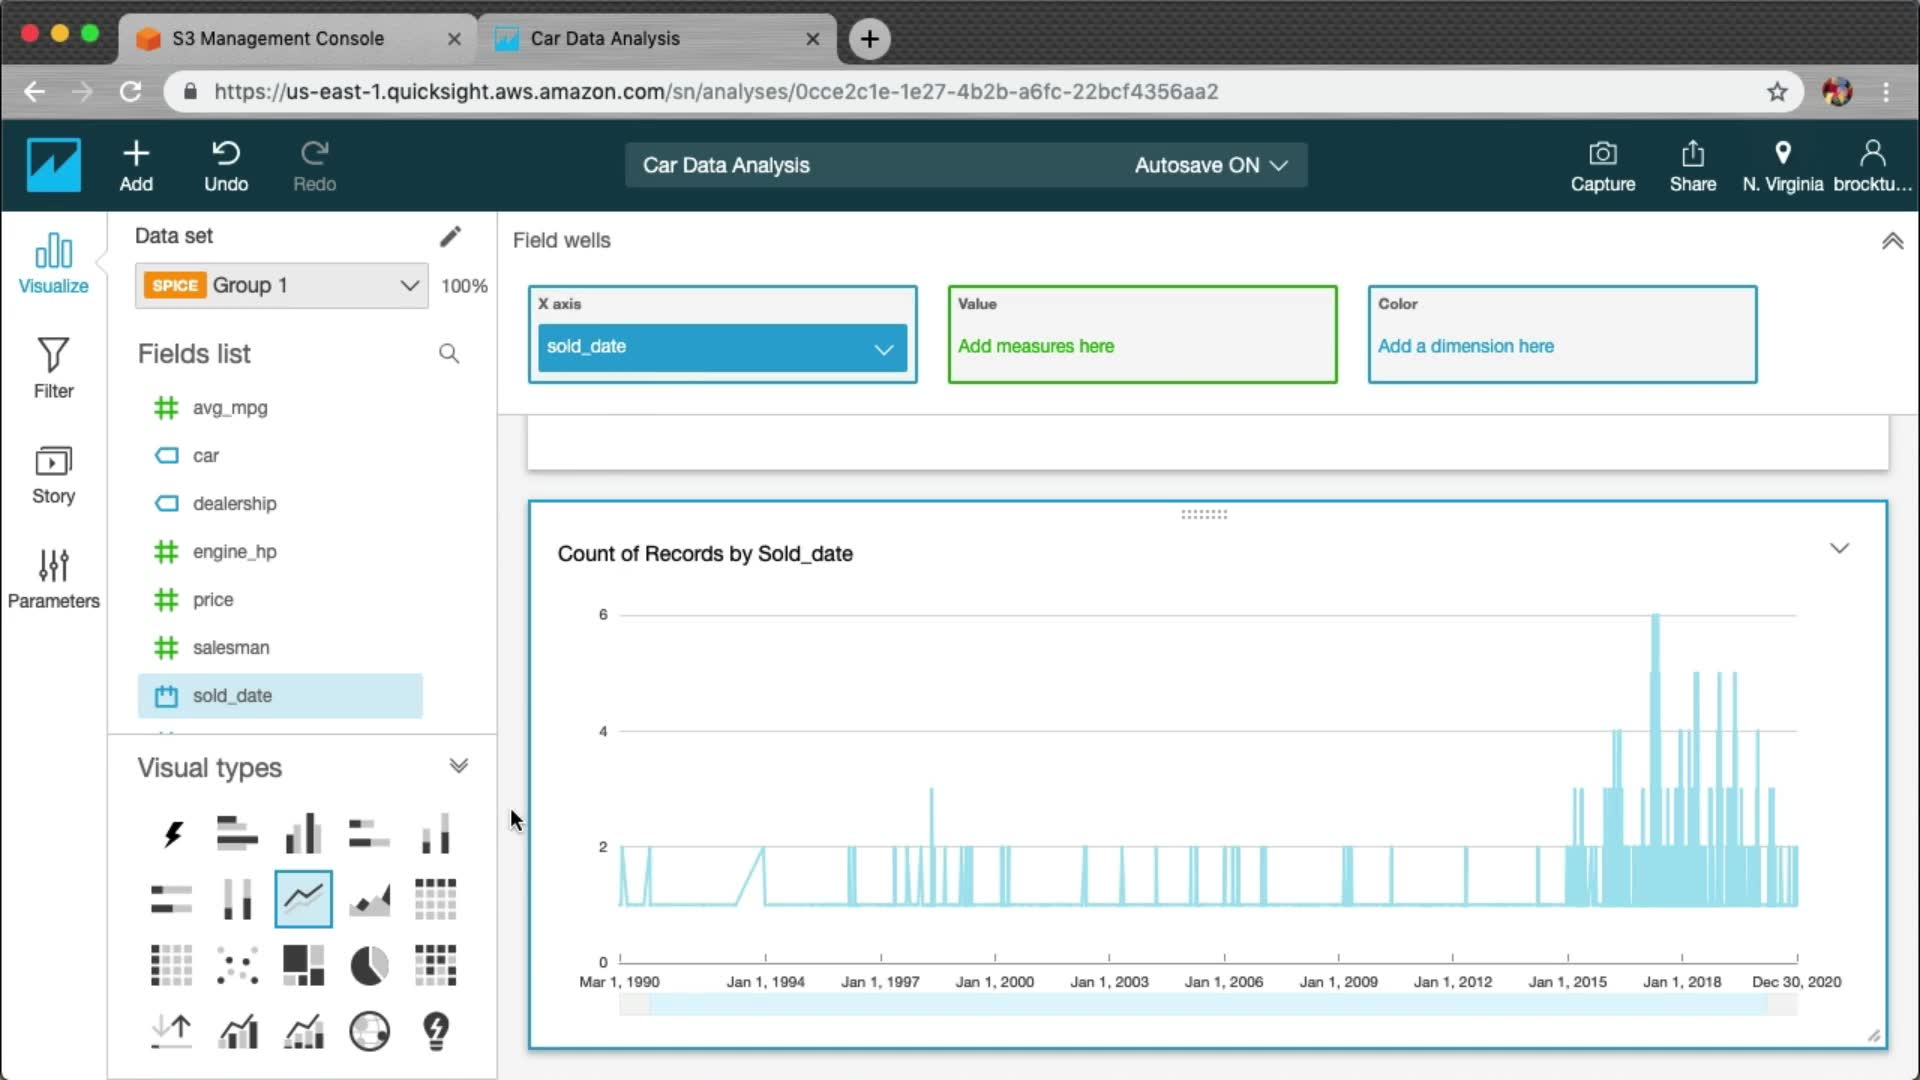 S3 Management Console
Car Data Analysis
https://us-east-1.quicksight.aws.amazon.com/sn/analyses/0cce2c1e-1e27-4b2b-a6fc-22bcf4356aa2
Add
Undo
Redo
Car Data Analysis
Autosave ON
Capture
Share
N. Virginia
brocktu...
Visualize
Filter
Story
Parameters
Data set
SPICE Group 1
100%
Fields list
avg_mpg
car
dealership
engine_hp
price
salesman
sold_date
Visual types
Field wells
X axis
sold_date
Value
Add measures here
Color
Add a dimension here
Count of Records by Sold_date
6
4
2
0
Mar 1, 1990
Jan 1, 1994
Jan 1, 1997
Jan 1, 2000
Jan 1, 2003
Jan 1, 2006
Jan 1, 2009
Jan 1, 2012
Jan 1, 2015
Jan 1, 2018
Dec 30, 2020